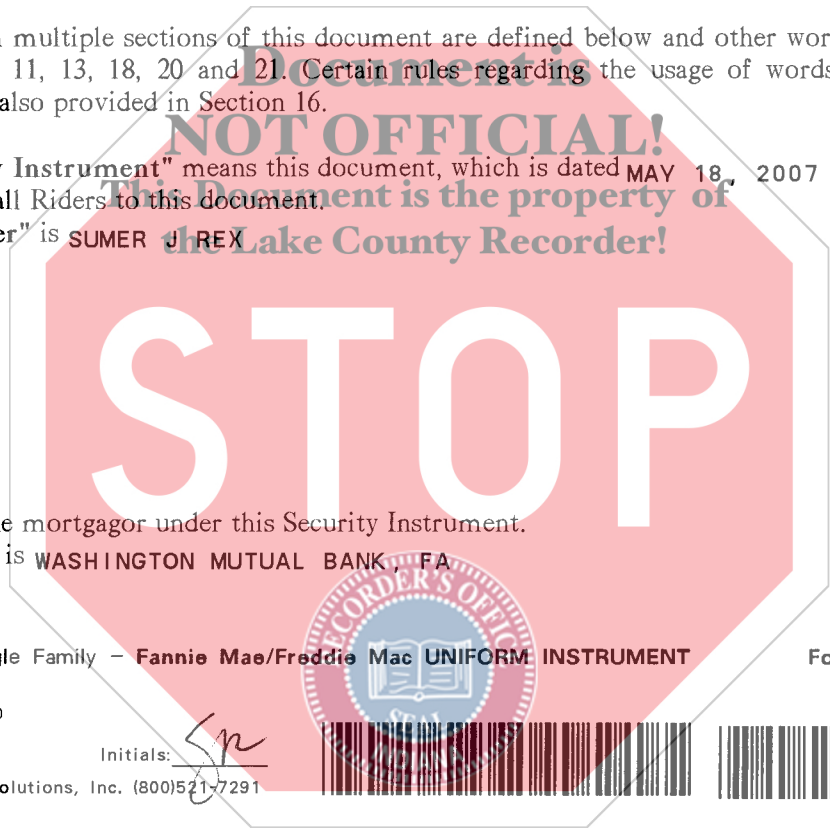 multiple sections of this document are defined below and other wor
11, 13, 18, 20 and 21. Certain rules regarding the usage of words
also provided in Section 16.
Document is
NOT OFFICIAL!
This Document is the property of
the Lake County Recorder!
y Instrument" means this document, which is dated MAY 18, 2007
all Riders to this document.
er" is SUMER J REX
STOP
e mortgagor under this Security Instrument.
is WASHINGTON MUTUAL BANK, FA
RECORDER'S OFFICE
SEAL
INDIANA
gle Family – Fannie Mae/Freddie Mac UNIFORM INSTRUMENT Fo
Initials: SR
olutions, Inc. (800)521-7291